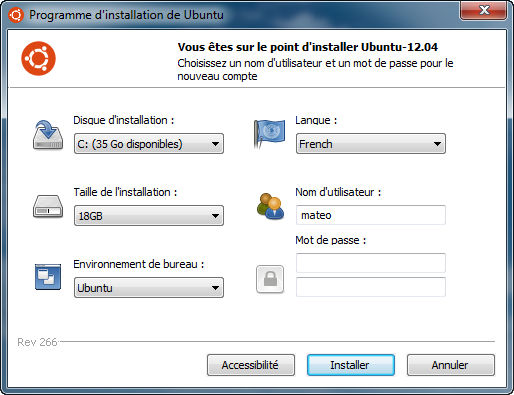 Programme d'installation de Ubuntu
Vous êtes sur le point d'installer Ubuntu-12.04
Choisissez un nom d'utilisateur et un mot de passe pour le
nouveau compte
Disque d'installation :
C: (35 Go disponibles)
Langue :
French
Taille de l'installation :
18GB
Nom d'utilisateur :
mateo
Mot de passe :
Environnement de bureau :
Ubuntu
Rev 266
Accessibilité
Installer
Annuler